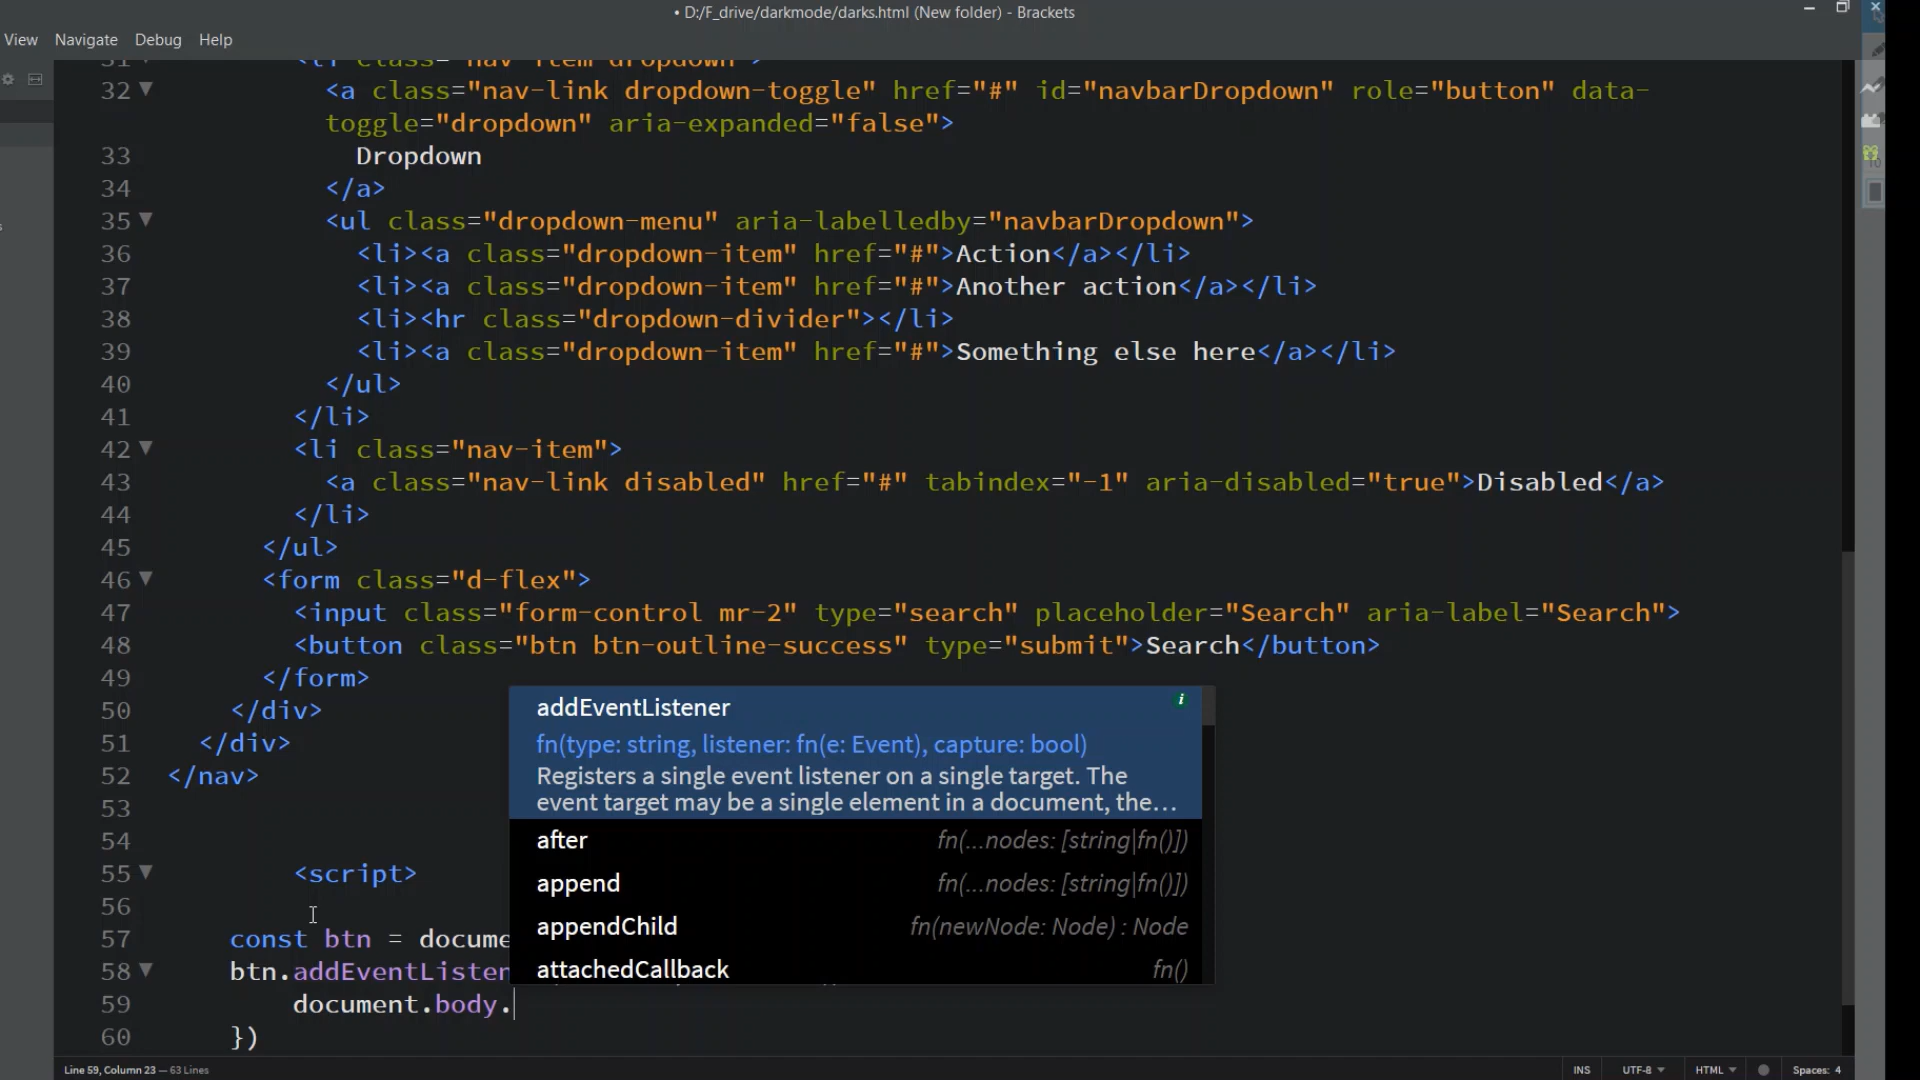 • D:/F_drive/darkmode/darks.html (New folder) - Brackets
View Navigate Debug Help
31 <li class="nav-item dropdown">
32 <a class="nav-link dropdown-toggle" href="#" id="navbarDropdown" role="button" data-
toggle="dropdown" aria-expanded="false">
33 Dropdown
34 </a>
35 <ul class="dropdown-menu" aria-labelledby="navbarDropdown">
36 <li><a class="dropdown-item" href="#">Action</a></li>
37 <li><a class="dropdown-item" href="#">Another action</a></li>
38 <li><hr class="dropdown-divider"></li>
39 <li><a class="dropdown-item" href="#">Something else here</a></li>
40 </ul>
41 </li>
42 <li class="nav-item">
43 <a class="nav-link disabled" href="#" tabindex="-1" aria-disabled="true">Disabled</a>
44 </li>
45 </ul>
46 <form class="d-flex">
47 <input class="form-control mr-2" type="search" placeholder="Search" aria-label="Search">
48 <button class="btn btn-outline-success" type="submit">Search</button>
49 </form>
50 </div>
51 </div>
52 </nav>
53
54
55 <script>
56
57 const btn = docume
58 btn.addEventListen
59 document.body.
60 })
addEventListener
fn(type: string, listener: fn(e: Event), capture: bool)
Registers a single event listener on a single target. The
event target may be a single element in a document, the...
after fn(...nodes: [string|fn()])
append fn(...nodes: [string|fn()])
appendChild fn(newNode: Node) : Node
attachedCallback fn()
Line 59, Column 23 — 63 Lines
INS UTF-8 HTML Spaces: 4